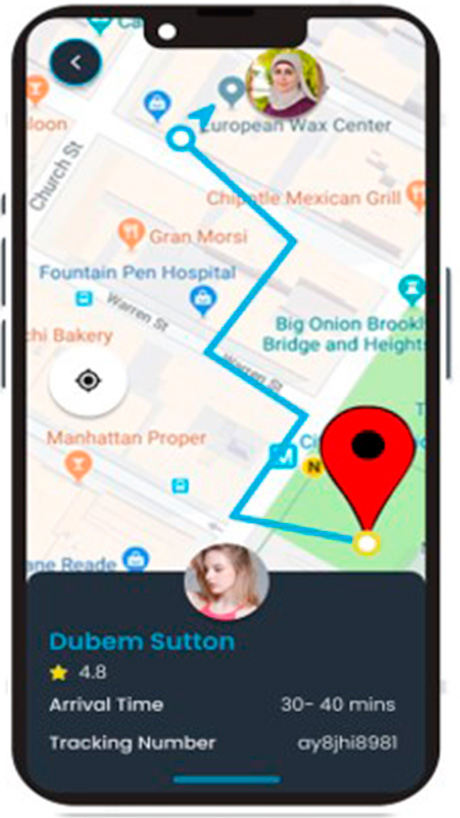 Ca
European Wax Center
loon
Church St
Chipotle Mexican Grill
Gran Morsi
Fountain Pen Hospital
Warren St
Big Onion Brookl
Bridge and Heights
chi Bakery
Warren St
T
Manhattan Proper
Ci
N
ane Reade
Dubem Sutton
4.8
Arrival Time 30- 40 mins
Tracking Number ay8jhi8981